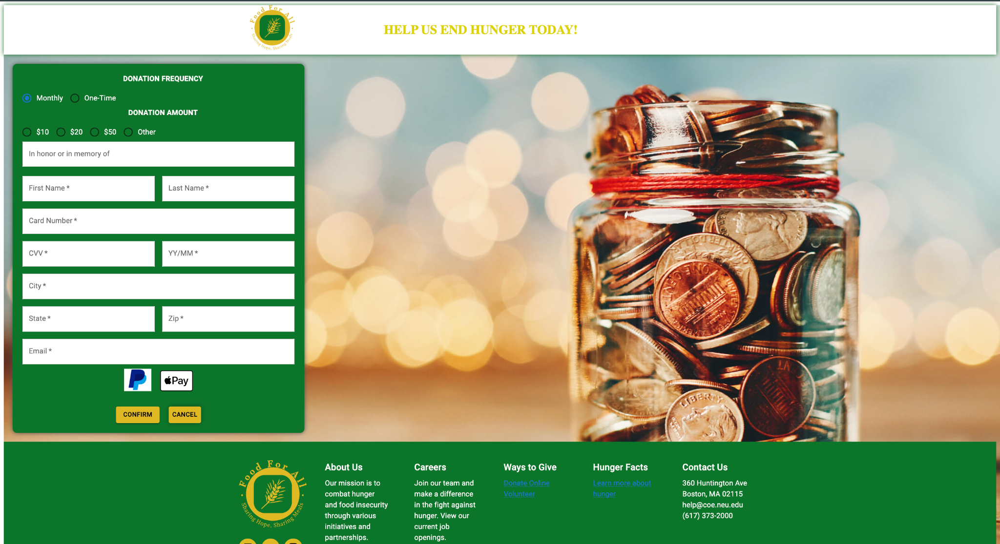 Food For All
Sharing Hope, Sharing Meals
HELP US END HUNGER TODAY!
DONATION FREQUENCY
Monthly One-Time
DONATION AMOUNT
$10 $20 $50 Other
In honor or in memory of
First Name * Last Name *
Card Number *
CVV * YY/MM *
City *
State * Zip *
Email *
Pay
CONFIRM CANCEL
QUARTER DOLLAR
ONE CENT
LIBERTY
Food For All
Sharing Hope, Sharing Meals
About Us
Our mission is to
combat hunger
and food insecurity
through various
initiatives and
partnerships.
Careers
Join our team and
make a difference
in the fight against
hunger. View our
current job
openings.
Ways to Give
Donate Online
Volunteer
Hunger Facts
Learn more about
hunger
Contact Us
360 Huntington Ave
Boston, MA 02115
help@coe.neu.edu
(617) 373-2000